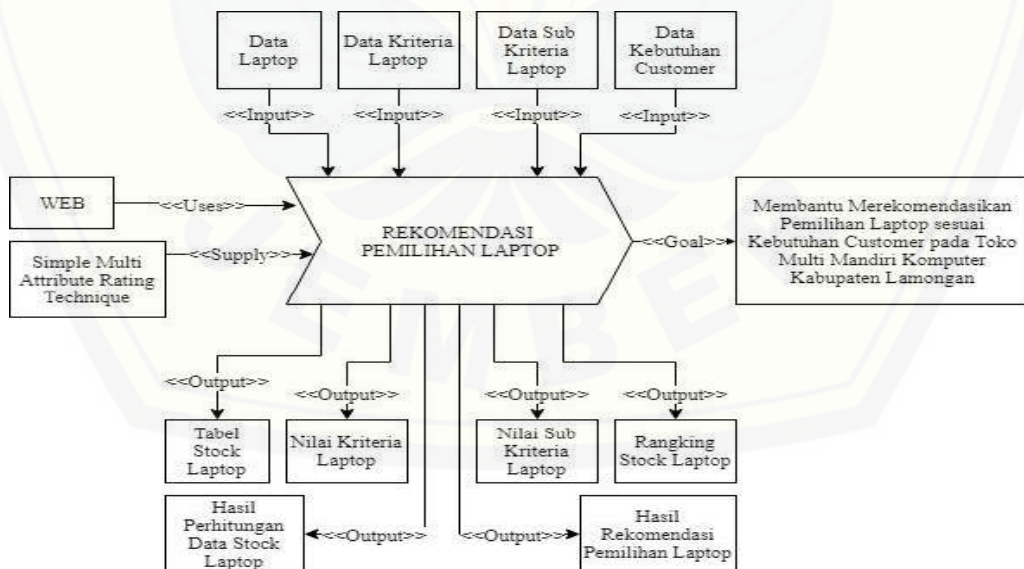 Data
Laptop
Data Kriteria
Laptop
Data Sub
Kriteria
Laptop
Data
Kebutuhan
Customer
<<Input>>
<<Input>>
<<Input>>
<<Input>>
WEB
<<Uses>>
Simple Multi
Attribute Rating
Technique
<<Supply>>
REKOMENDASI
PEMILIHAN LAPTOP
<<Goal>>
Membantu Merekomendasikan
Pemilihan Laptop sesuai
Kebutuhan Customer pada Toko
Multi Mandiri Komputer
Kabupaten Lamongan
<<Output>>
<<Output>>
<<Output>>
<<Output>>
Tabel
Stock
Laptop
Nilai Kriteria
Laptop
Nilai Sub
Kriteria
Laptop
Rangking
Stock Laptop
Hasil
Perhitungan
Data Stock
Laptop
<<Output>>
<<Output>>
Hasil
Rekomendasi
Pemilihan Laptop
EMBE